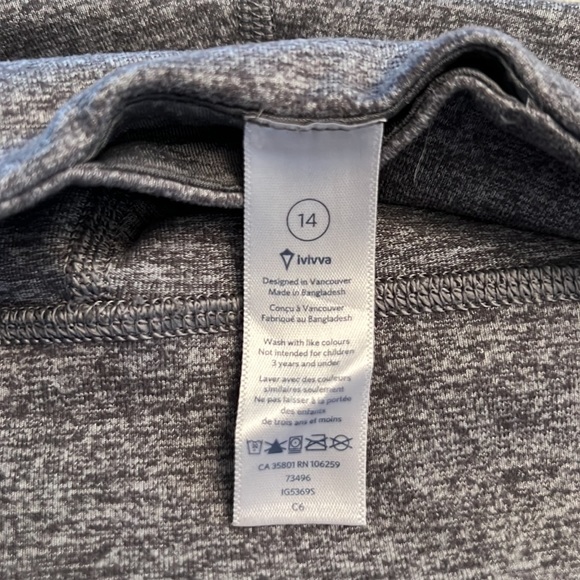 14
ivivva
Designed in Vancouver
Made in Bangladesh
Conçu à Vancouver
Fabriqué au Bangladesh
Wash with like colours
Not intended for children
3 years and under
Laver avec des couleurs
similaires seulement
Ne pas laisser à la portée
des enfants
de trois ans et moins
CA 35801 RN 106259
73496
IG5369S
C6